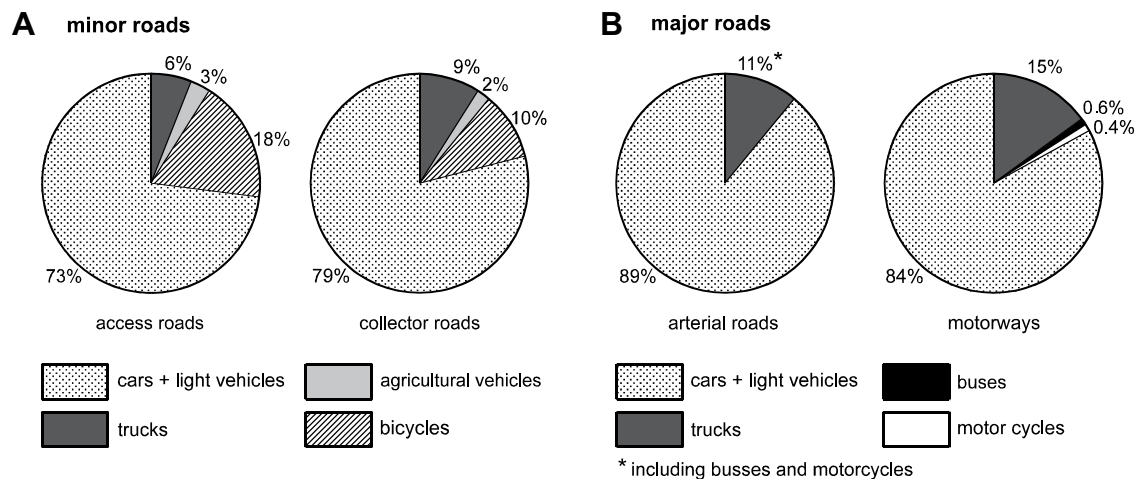 A minor roads
6%
3%
18%
73%
access roads
9%
2%
10%
79%
collector roads
cars + light vehicles
agricultural vehicles
trucks
bicycles
B major roads
11%*
89%
arterial roads
15%
0.6%
0.4%
84%
motorways
cars + light vehicles
buses
trucks
motor cycles
* including busses and motorcycles